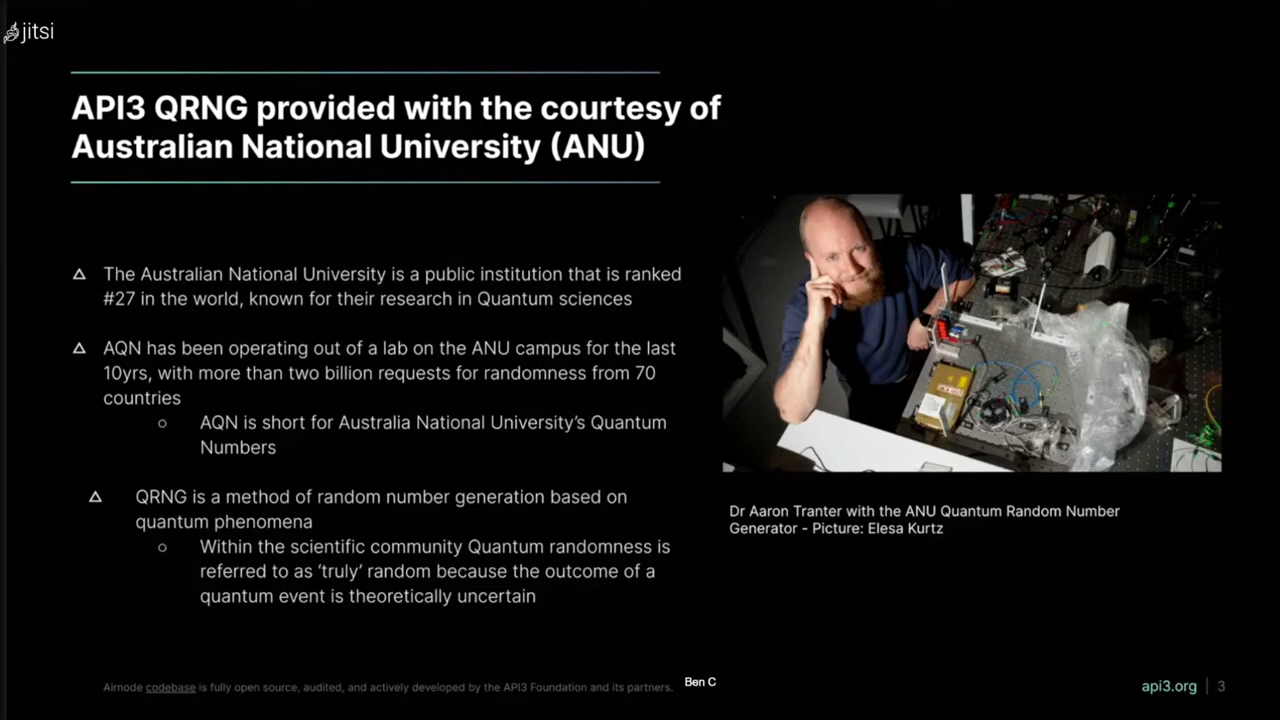 jitsi
API3 QRNG provided with the courtesy of
Australian National University (ANU)
The Australian National University is a public institution that is ranked
#27 in the world, known for their research in Quantum sciences
AQN has been operating out of a lab on the ANU campus for the last
10yrs, with more than two billion requests for randomness from 70
countries
AQN is short for Australia National University's Quantum
Numbers
QRNG is a method of random number generation based on
quantum phenomena
Within the scientific community Quantum randomness is
referred to as ‘truly’ random because the outcome of a
quantum event is theoretically uncertain
Dr Aaron Tranter with the ANU Quantum Random Number
Generator - Picture: Elesa Kurtz
Airnode codebase is fully open source, audited, and actively developed by the API3 Foundation and its partners.
Ben C
api3.org | 3